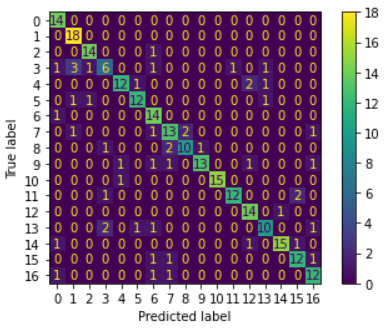 True label
0 14 0 0 0 0 0 0 0 0 0 0 0 0 0 0 0 0
1 0 18 0 0 0 0 0 0 0 0 0 0 0 0 0 0 0
2 0 0 14 0 0 0 1 0 0 0 0 0 0 0 0 0 0
3 1 3 1 6 0 0 1 0 0 0 0 1 0 1 0 0 0
4 0 0 0 0 12 1 0 0 0 0 0 0 2 1 0 0 0
5 0 1 1 0 0 12 0 0 0 0 0 0 0 1 0 0 0
6 1 0 0 0 0 0 14 0 0 0 0 0 0 0 0 0 0
7 0 1 0 0 0 0 1 13 2 0 0 0 0 0 0 0 1
8 0 0 0 1 0 0 0 2 10 1 0 0 0 0 0 0 0
9 0 0 0 0 1 0 1 1 0 13 0 0 1 0 0 0 1
10 0 0 0 0 1 0 0 0 0 0 15 0 0 0 0 0 0
11 0 0 0 1 0 0 0 0 0 0 0 12 0 0 0 2 0
12 0 0 0 0 0 0 0 0 0 0 0 0 14 0 1 0 0
13 0 0 0 2 0 1 1 0 0 0 0 0 0 10 0 0 1
14 1 0 0 0 0 0 0 0 0 0 0 0 1 0 15 1 0
15 0 0 0 0 0 0 1 1 0 0 0 0 0 0 0 12 1
16 1 0 0 0 0 0 1 1 0 0 0 0 0 0 0 0 12
0 1 2 3 4 5 6 7 8 9 10 11 12 13 14 15 16
Predicted label
18
16
14
12
10
8
6
4
2
0